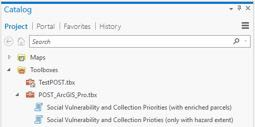 Catalog
Project Portal Favorites History
Search
Maps
Toolboxes
TestPOST.tbx
POST_ArcGIS_Pro.tbx
Social Vulnerability and Collection Priorities (with enriched parcels)
Social Vulnerability and Collection Prioties (only with hazard extent)